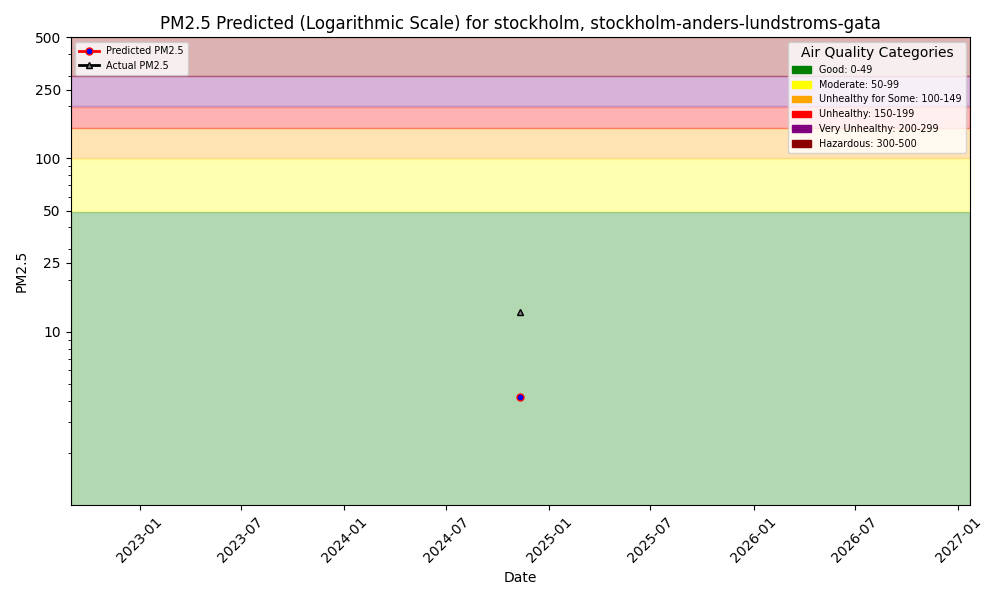 PM2.5 Predicted (Logarithmic Scale) for stockholm, stockholm-anders-lundstroms-gata
Predicted PM2.5
Actual PM2.5
Air Quality Categories
Good: 0-49
Moderate: 50-99
Unhealthy for Some: 100-149
Unhealthy: 150-199
Very Unhealthy: 200-299
Hazardous: 300-500
500
250
100
50
25
10
PM2.5
2023-01
2023-07
2024-01
2024-07
2025-01
2025-07
2026-01
2026-07
2027-01
Date